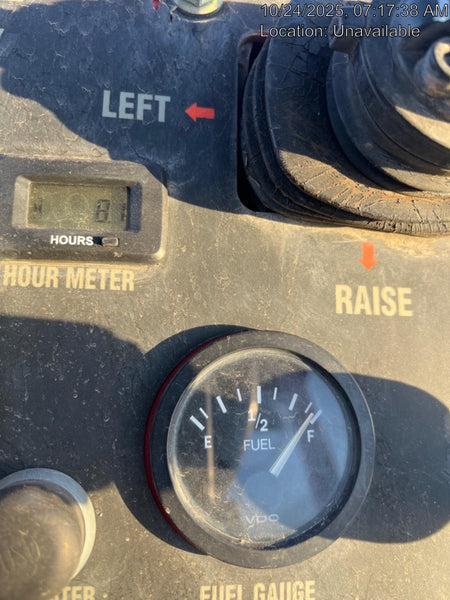 10/24/2025, 07:17:38 AM
Location: Unavailable
LEFT
8
HOURS
HOUR METER
RAISE
1/2
E
FUEL
F
VDO
FUEL GAUGE